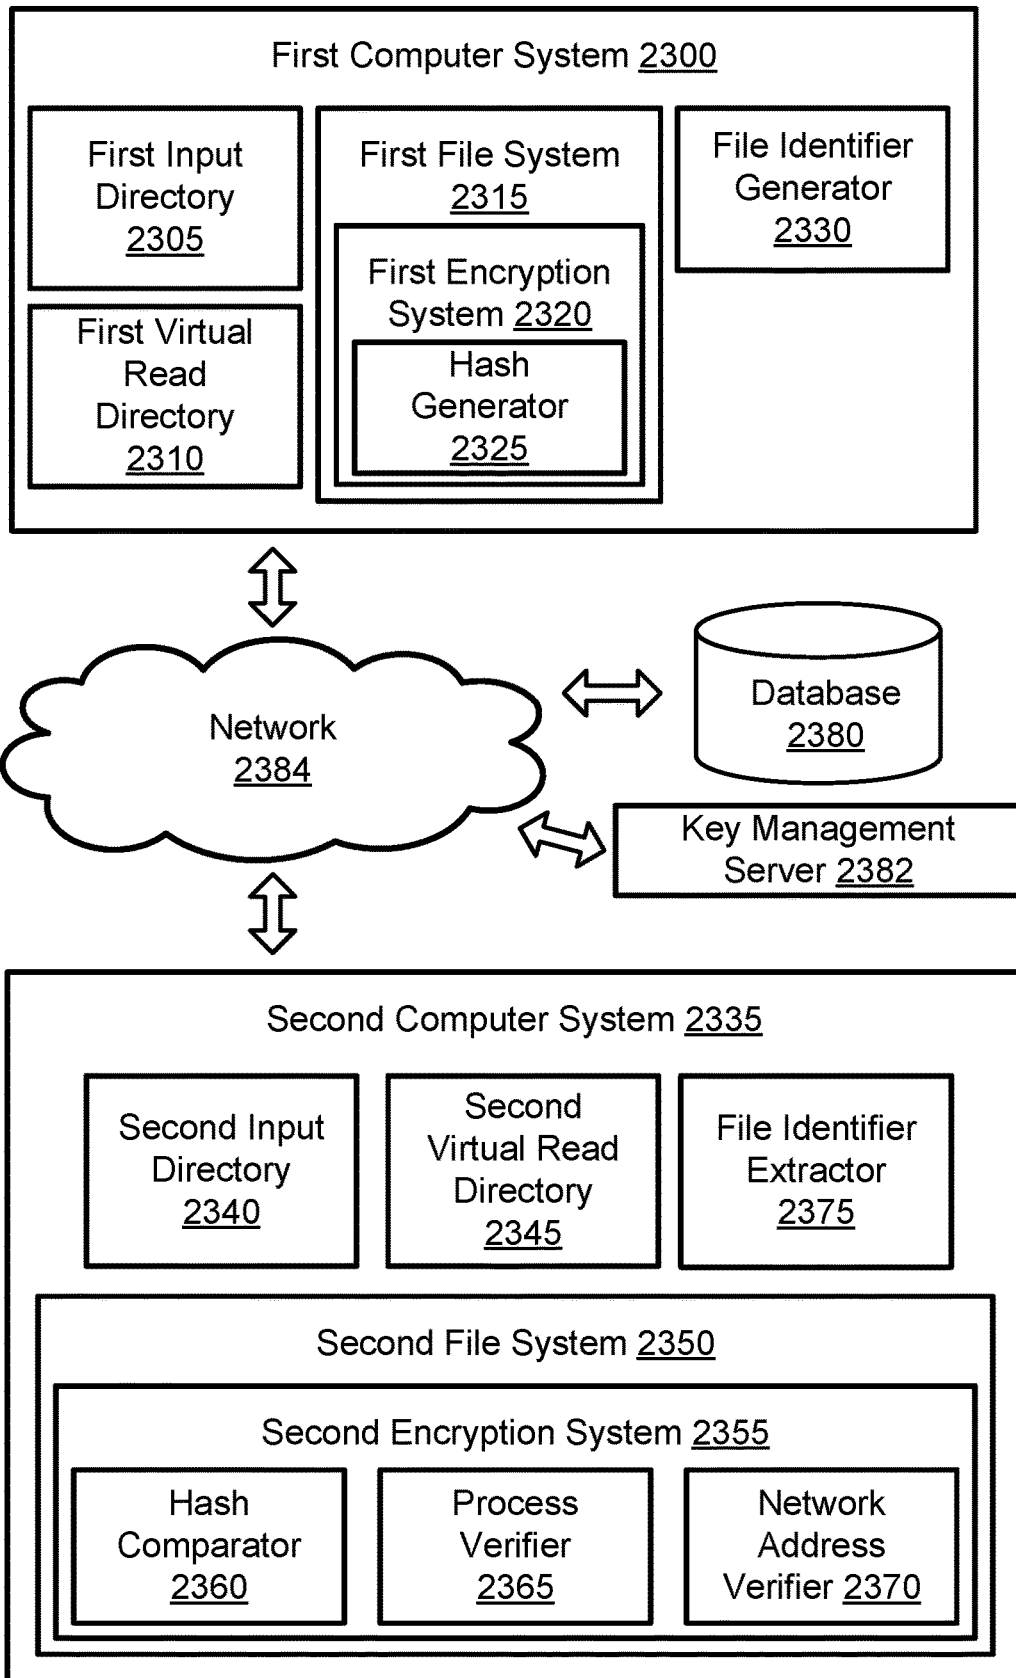 First Computer System 2300
First Input
Directory
2305
First Virtual
Read
Directory
2310
First File System
2315
First Encryption
System 2320
Hash
Generator
2325
File Identifier
Generator
2330
Network
2384
Database
2380
Key Management
Server 2382
Second Computer System 2335
Second Input
Directory
2340
Second
Virtual Read
Directory
2345
File Identifier
Extractor
2375
Second File System 2350
Second Encryption System 2355
Hash
Comparator
2360
Process
Verifier
2365
Network
Address
Verifier 2370